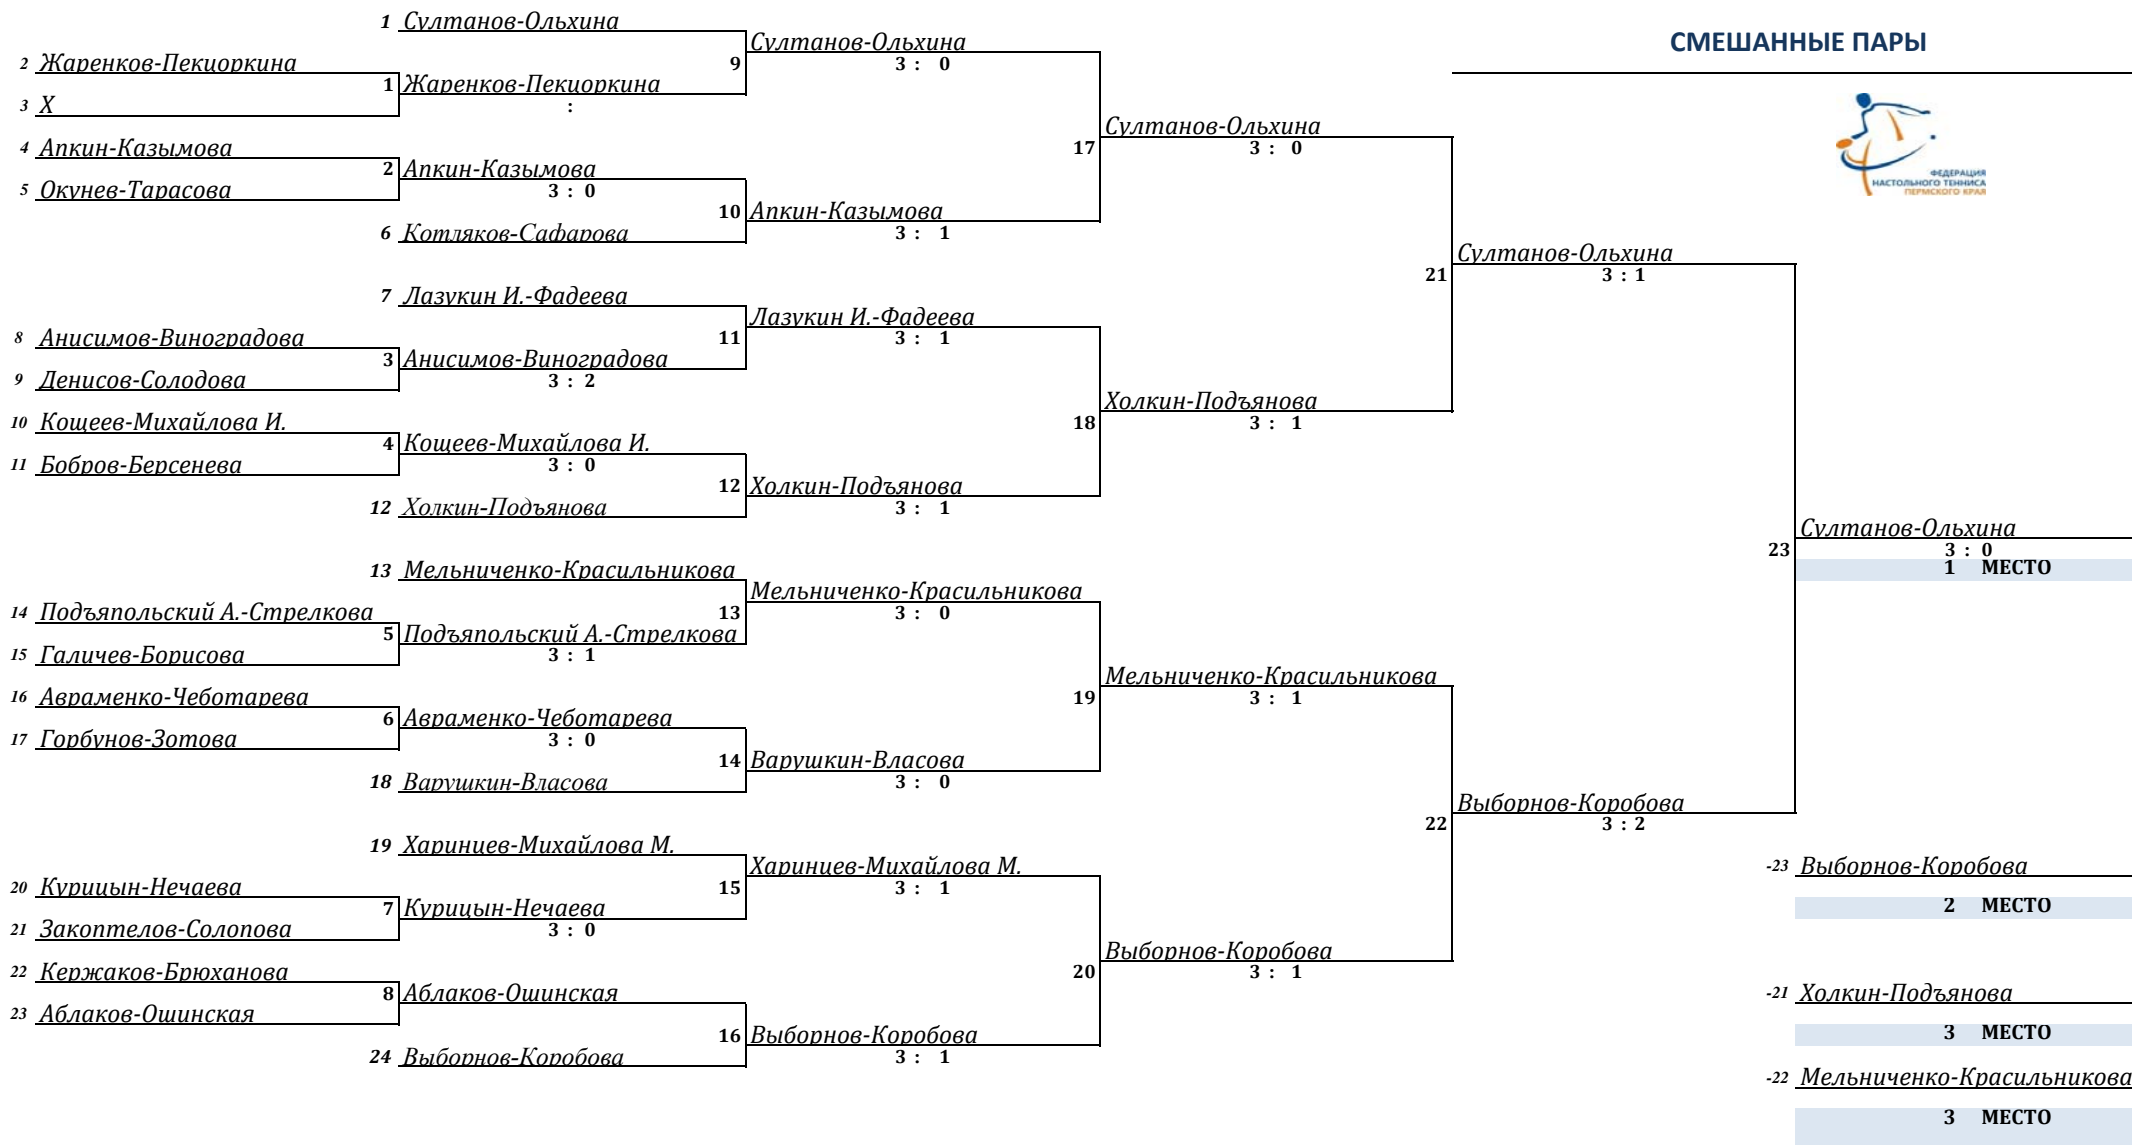 СМЕШАННЫЕ ПАРЫ
ФЕДЕРАЦИЯ
НАСТОЛЬНОГО ТЕННИСА
ПЕРМСКОГО КРАЯ
1 Султанов-Ольхина
2 Жаренков-Пекцоркина
3 X
4 Апкин-Казымова
5 Окунев-Тарасова
6 Котляков-Сафарова
7 Лазукин И.-Фадеева
8 Анисимов-Виноградова
9 Денисов-Солодова
10 Кощеев-Михайлова И.
11 Бобров-Берсенева
12 Холкин-Подъянова
13 Мельниченко-Красильникова
14 Подъяпольский А.-Стрелкова
15 Галичев-Борисова
16 Авраменко-Чеботарева
17 Горбунов-Зотова
18 Варушкин-Власова
19 Харинцев-Михайлова М.
20 Курицын-Нечаева
21 Закоптелов-Солопова
22 Кержаков-Брюханова
23 Аблаков-Ошинская
24 Выборнов-Коробова
1 Жаренков-Пекцоркина
:
2 Апкин-Казымова
3 : 0
3 Анисимов-Виноградова
3 : 2
4 Кощеев-Михайлова И.
3 : 0
5 Подъяпольский А.-Стрелкова
3 : 1
6 Авраменко-Чеботарева
3 : 0
7 Курицын-Нечаева
3 : 0
8 Аблаков-Ошинская
9 Султанов-Ольхина
3 : 0
10 Апкин-Казымова
3 : 1
11 Лазукин И.-Фадеева
3 : 1
12 Холкин-Подъянова
3 : 1
13 Мельниченко-Красильникова
3 : 0
14 Варушкин-Власова
3 : 0
15 Харинцев-Михайлова М.
3 : 1
16 Выборнов-Коробова
3 : 1
17 Султанов-Ольхина
3 : 0
18 Холкин-Подъянова
3 : 1
19 Мельниченко-Красильникова
3 : 1
20 Выборнов-Коробова
3 : 1
21 Султанов-Ольхина
3 : 1
22 Выборнов-Коробова
3 : 2
23 Султанов-Ольхина
3 : 0
1 МЕСТО
-23 Выборнов-Коробова
2 МЕСТО
-21 Холкин-Подъянова
3 МЕСТО
-22 Мельниченко-Красильникова
3 МЕСТО